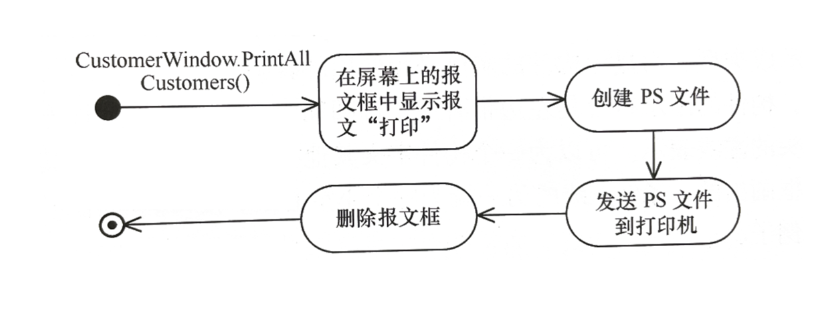 CustomerWindow.PrintAll
Customers()
在屏幕上的报
文框中显示报
文“打印”
创建 PS 文件
发送 PS 文件
到打印机
删除报文框